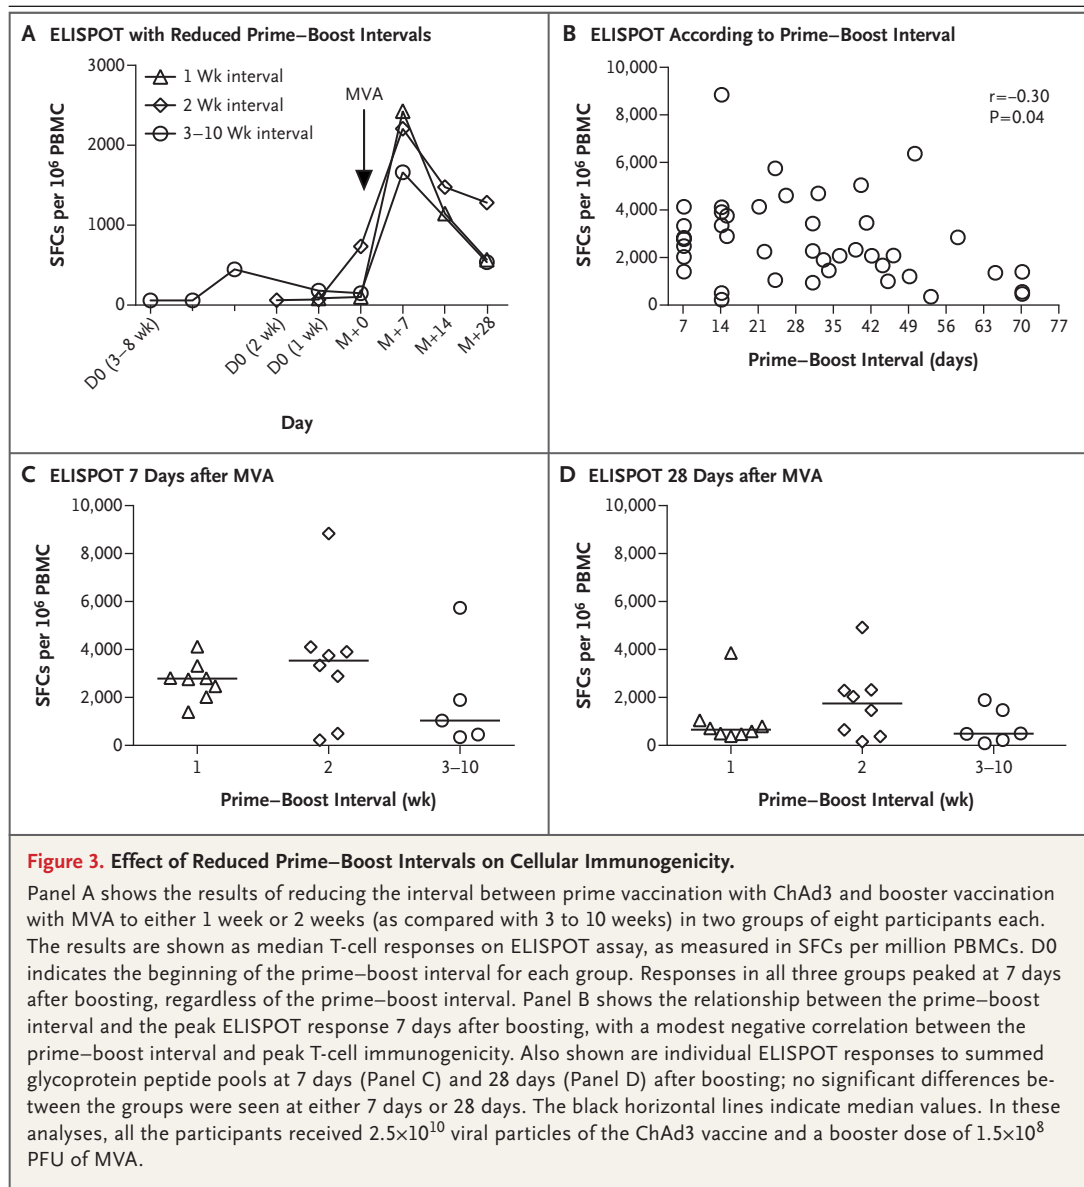 A ELISPOT with Reduced Prime–Boost Intervals
SFCs per 10⁶ PBMC
3000
2000
1000
0
1 Wk interval
2 Wk interval
3–10 Wk interval
MVA
D0 (3–8 wk)
D0 (2 wk)
D0 (1 wk)
M+0
M+7
M+14
M+28
Day
B ELISPOT According to Prime–Boost Interval
SFCs per 10⁶ PBMC
10,000
8,000
6,000
4,000
2,000
0
r=–0.30
P=0.04
7 14 21 28 35 42 49 56 63 70 77
Prime–Boost Interval (days)
C ELISPOT 7 Days after MVA
SFCs per 10⁶ PBMC
10,000
8,000
6,000
4,000
2,000
0
1 2 3–10
Prime–Boost Interval (wk)
D ELISPOT 28 Days after MVA
SFCs per 10⁶ PBMC
10,000
8,000
6,000
4,000
2,000
0
1 2 3–10
Prime–Boost Interval (wk)
Figure 3. Effect of Reduced Prime–Boost Intervals on Cellular Immunogenicity.
Panel A shows the results of reducing the interval between prime vaccination with ChAd3 and booster vaccination
with MVA to either 1 week or 2 weeks (as compared with 3 to 10 weeks) in two groups of eight participants each.
The results are shown as median T-cell responses on ELISPOT assay, as measured in SFCs per million PBMCs. D0
indicates the beginning of the prime–boost interval for each group. Responses in all three groups peaked at 7 days
after boosting, regardless of the prime–boost interval. Panel B shows the relationship between the prime–boost
interval and the peak ELISPOT response 7 days after boosting, with a modest negative correlation between the
prime–boost interval and peak T-cell immunogenicity. Also shown are individual ELISPOT responses to summed
glycoprotein peptide pools at 7 days (Panel C) and 28 days (Panel D) after boosting; no significant differences be-
tween the groups were seen at either 7 days or 28 days. The black horizontal lines indicate median values. In these
analyses, all the participants received 2.5×10¹⁰ viral particles of the ChAd3 vaccine and a booster dose of 1.5×10⁸
PFU of MVA.